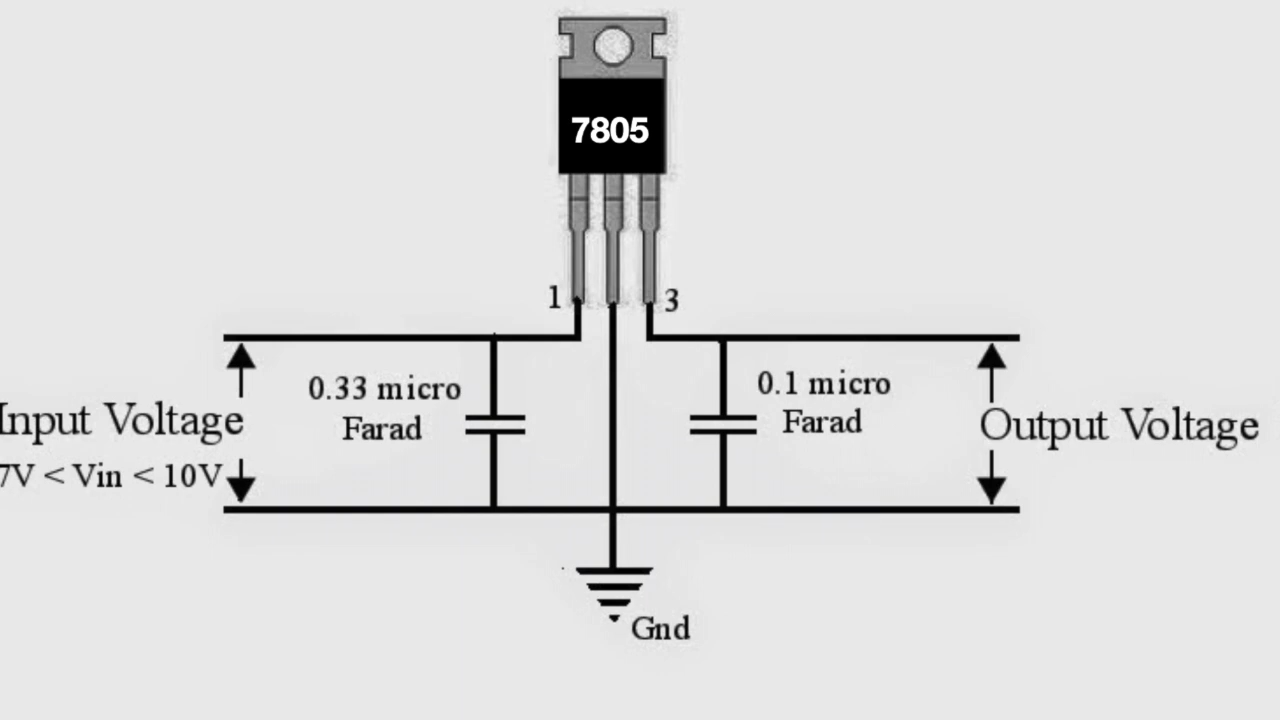 7805
1
3
0.33 micro
Farad
0.1 micro
Farad
Input Voltage
7V < Vin < 10V
Output Voltage
Gnd